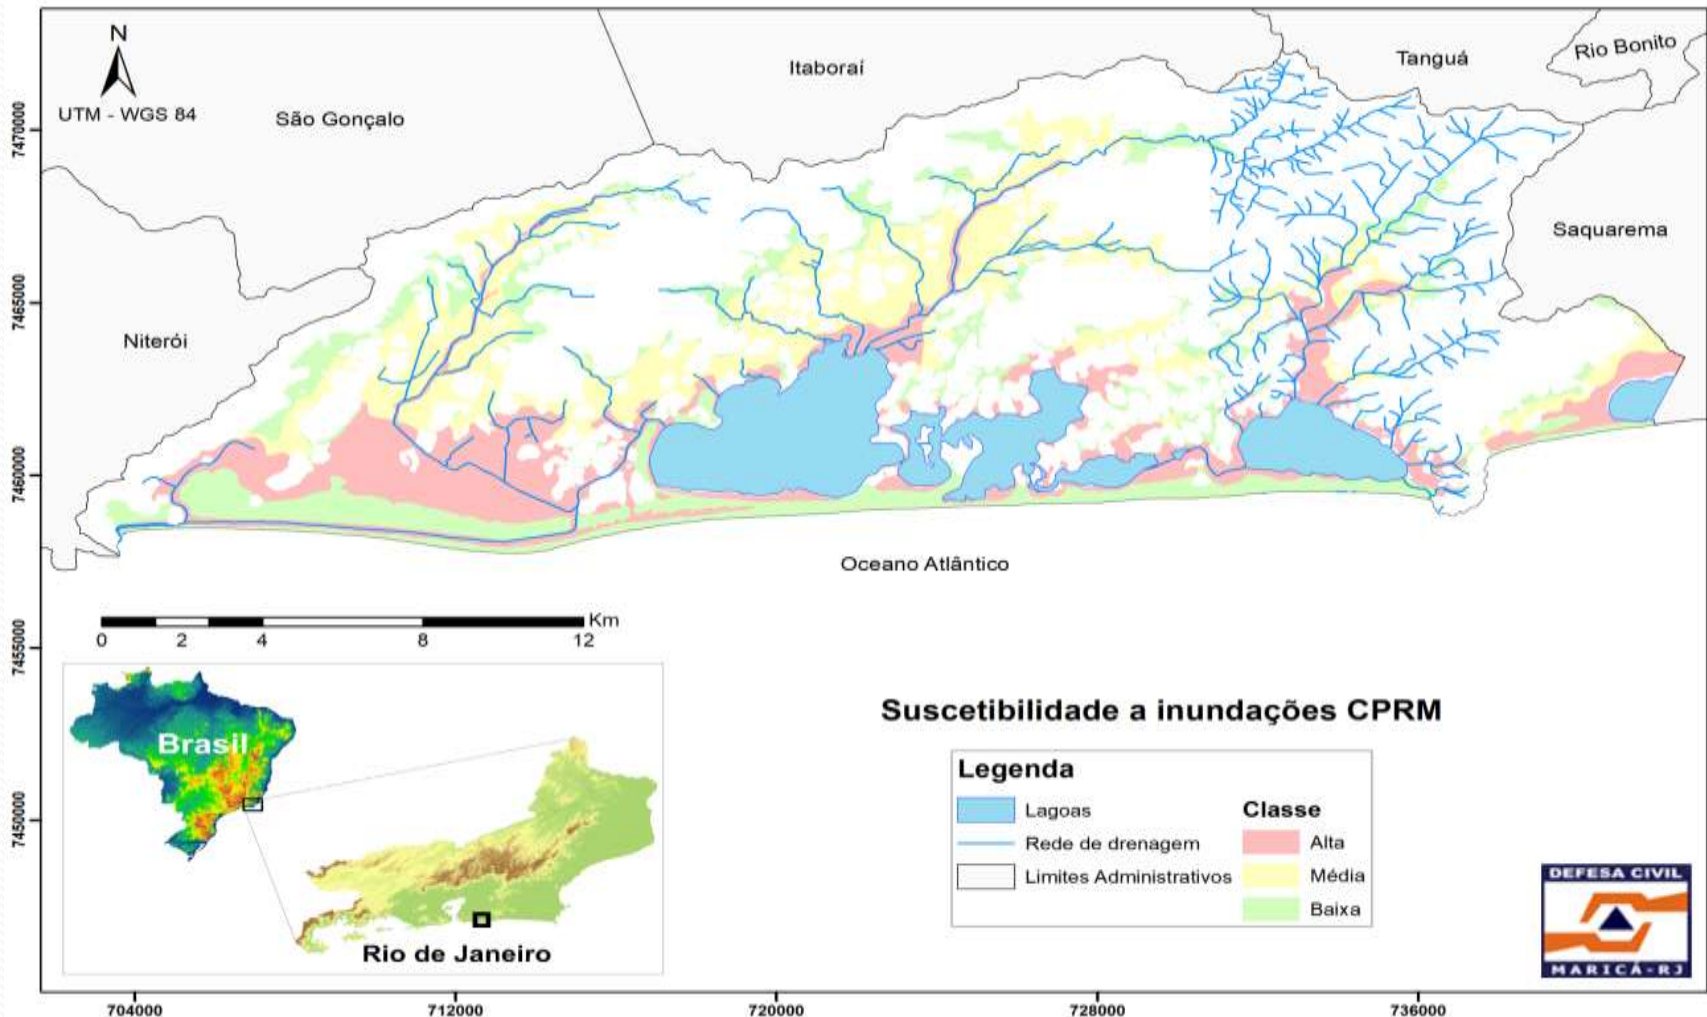 N
UTM - WGS 84
São Gonçalo
Itaboraí
Tanguá
Rio Bonito
Saquarema
Niterói
Oceano Atlântico
7470000
7465000
7460000
7455000
7450000
0 2 4 8 12 Km
Brasil
Rio de Janeiro
Suscetibilidade a inundações CPRM
Legenda
Lagoas
Rede de drenagem
Limites Administrativos
Classe
Alta
Média
Baixa
DEFESA CIVIL
MARICÁ-RJ
704000 712000 720000 728000 736000